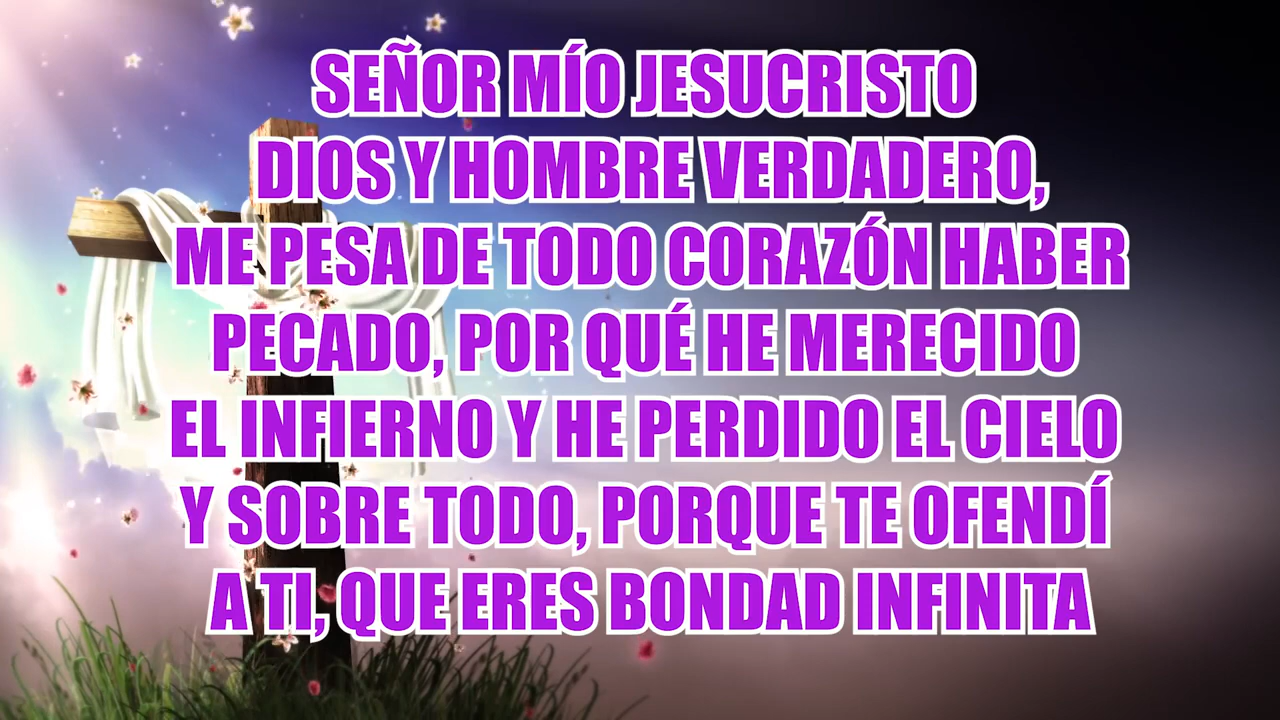 SEÑOR MÍO JESUCRISTO
DIOS Y HOMBRE VERDADERO,
ME PESA DE TODO CORAZÓN HABER
PECADO, POR QUÉ HE MERECIDO
EL INFIERNO Y HE PERDIDO EL CIELO
Y SOBRE TODO, PORQUE TE OFENDÍ
A TI, QUE ERES BONDAD INFINITA